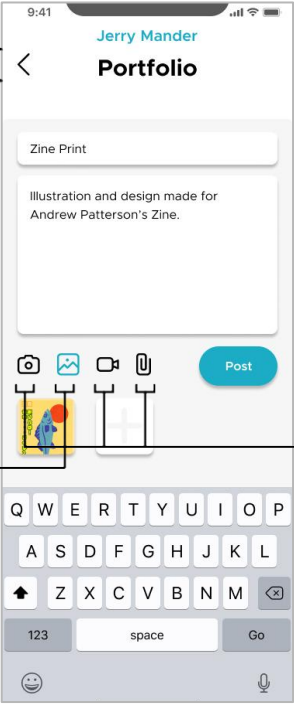 9:41
Jerry Mander
Portfolio
Zine Print
Illustration and design made for
Andrew Patterson's Zine.
Post
Q W E R T Y U I O P
A S D F G H J K L
Z X C V B N M
123 space Go